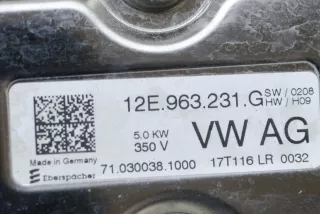 12E.963.231.G SW / 0208
HW / H09
5.0 KW
350 V
VW AG
Made in Germany
Eberspächer
71.030038.1000
17T116 LR 0032